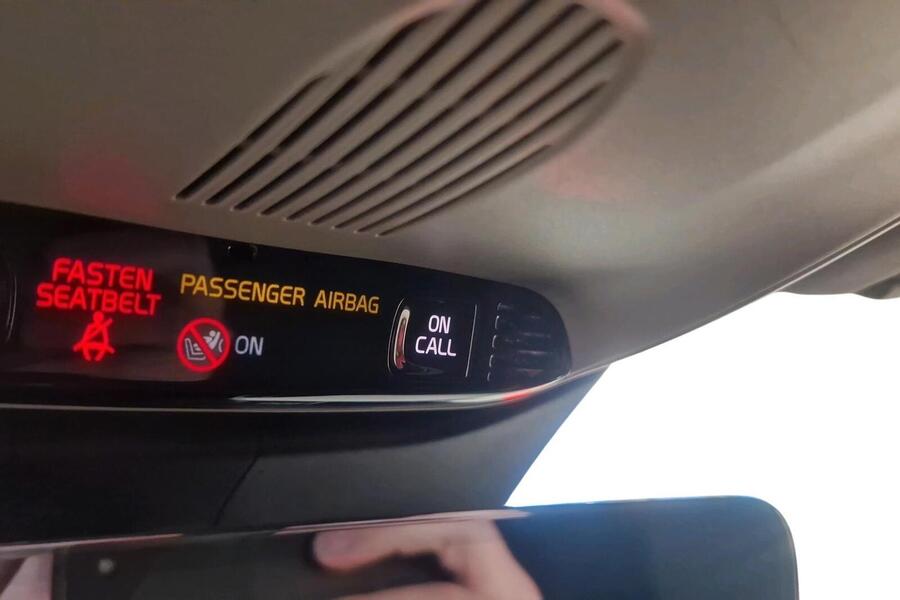 FASTEN
SEATBELT
PASSENGER AIRBAG
ON
ON
CALL